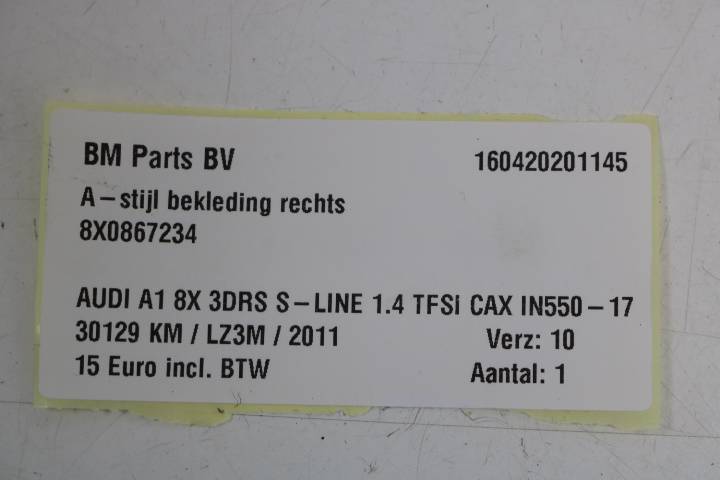 BM Parts BV 160420201145
A-stijl bekleding rechts
8X0867234
AUDI A1 8X 3DRS S-LINE 1.4 TFSi CAX IN550-17
30129 KM / LZ3M / 2011 Verz: 10
15 Euro incl. BTW Aantal: 1